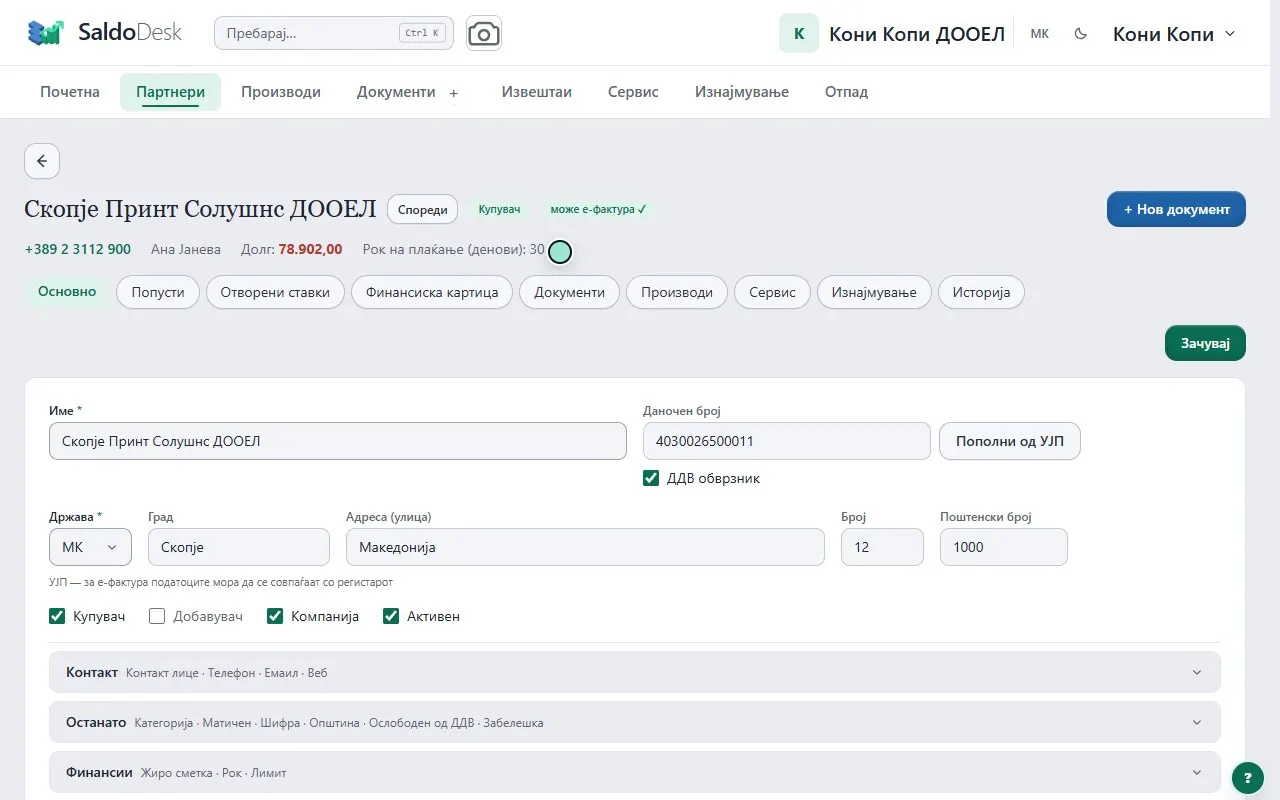 SaldoDesk Пребарај... Ctrl K К Кони Копи ДООЕЛ МК Кони Копи
Почетна Партнери Производи Документи + Извештаи Сервис Изнајмување Отпад
Скопје Принт Солушнс ДООЕЛ Спореди Купувач може е-фактура ✓ + Нов документ
+389 2 3112 900 Ана Јанева Долг: 78.902,00 Рок на плаќање (денови): 30
Основно Попусти Отворени ставки Финансиска картица Документи Производи Сервис Изнајмување Историја
Зачувај
Име * Даночен број
Скопје Принт Солушнс ДООЕЛ 4030026500011 Пополни од УЈП
ДДВ обврзник
Држава * Град Адреса (улица) Број Поштенски број
МК Скопје Македонија 12 1000
УЈП — за е-фактура податоците мора да се совпаѓаат со регистарот
Купувач Добавувач Компанија Активен
Контакт Контакт лице · Телефон · Емаил · Веб
Останато Категорија · Матичен · Шифра · Општина · Ослободен од ДДВ · Забелешка
Финансии Жиро сметка · Рок · Лимит
?